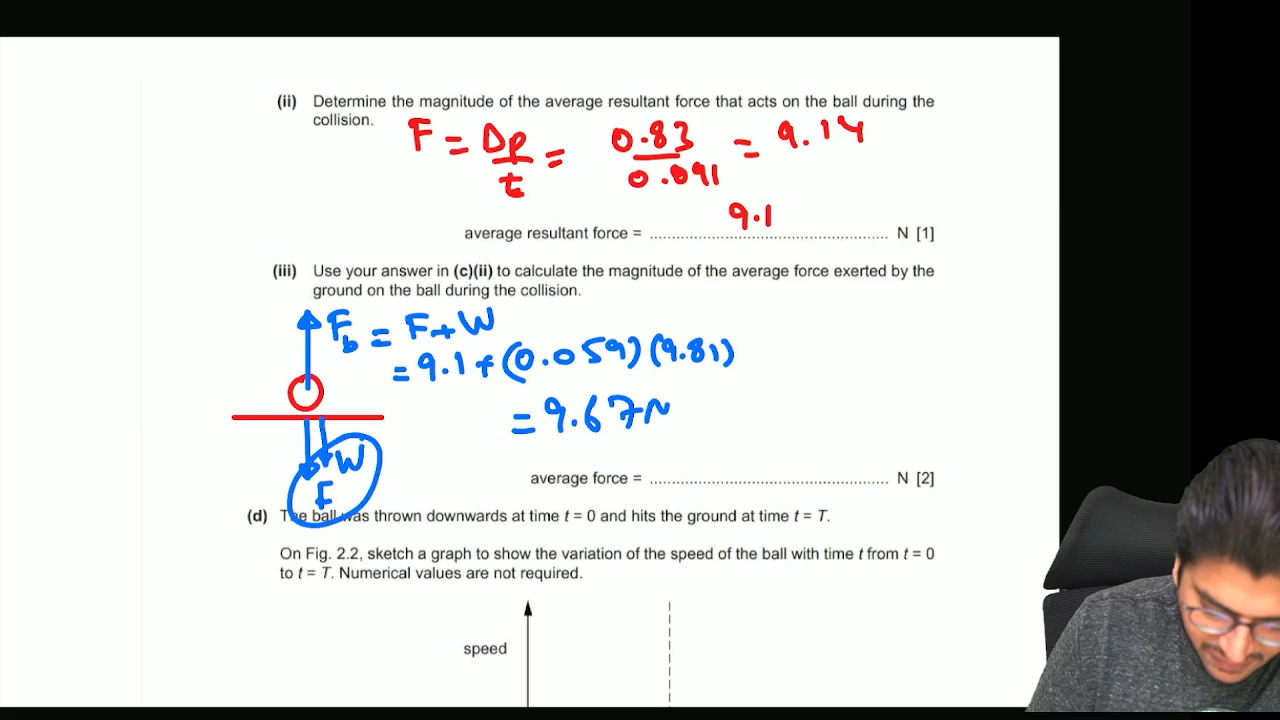 (ii) Determine the magnitude of the average resultant force that acts on the ball during the
collision.
F = Δp/t = 0.83/0.091 = 9.14
9.1
average resultant force = ............................................... N [1]
(iii) Use your answer in (c)(ii) to calculate the magnitude of the average force exerted by the
ground on the ball during the collision.
F_b = F + W
= 9.1 + (0.059)(9.81)
= 9.67 N
W
F
average force = ............................................... N [2]
(d) The ball was thrown downwards at time t = 0 and hits the ground at time t = T.
On Fig. 2.2, sketch a graph to show the variation of the speed of the ball with time t from t = 0
to t = T. Numerical values are not required.
speed